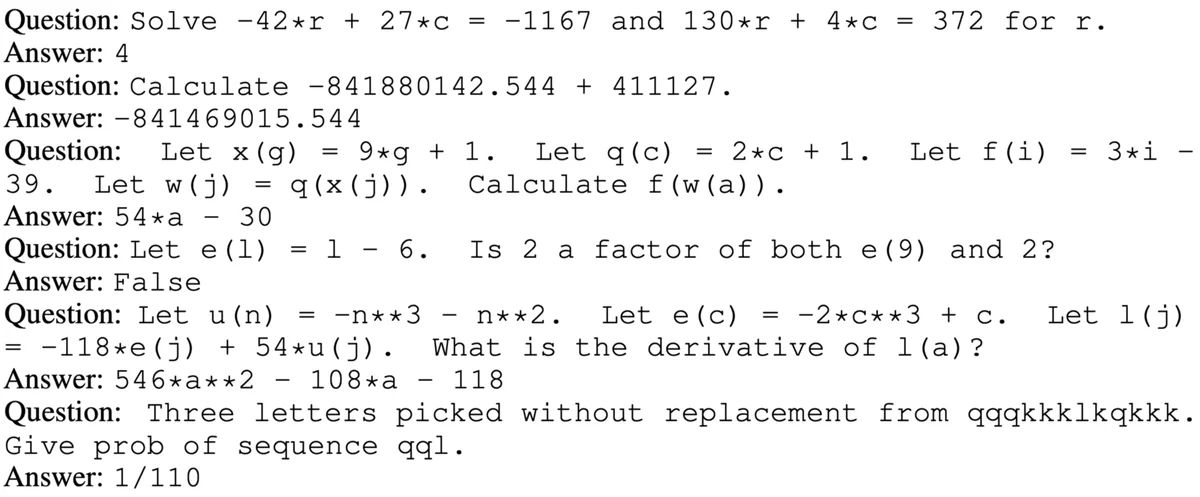 Question: Solve -42*r + 27*c = -1167 and 130*r + 4*c = 372 for r.
Answer: 4
Question: Calculate -841880142.544 + 411127.
Answer: -841469015.544
Question: Let x(g) = 9*g + 1. Let q(c) = 2*c + 1. Let f(i) = 3*i -
39. Let w(j) = q(x(j)). Calculate f(w(a)).
Answer: 54*a - 30
Question: Let e(l) = l - 6. Is 2 a factor of both e(9) and 2?
Answer: False
Question: Let u(n) = -n**3 - n**2. Let e(c) = -2*c**3 + c. Let l(j)
= -118*e(j) + 54*u(j). What is the derivative of l(a)?
Answer: 546*a**2 - 108*a - 118
Question: Three letters picked without replacement from qqqkkklkqkkk.
Give prob of sequence qql.
Answer: 1/110